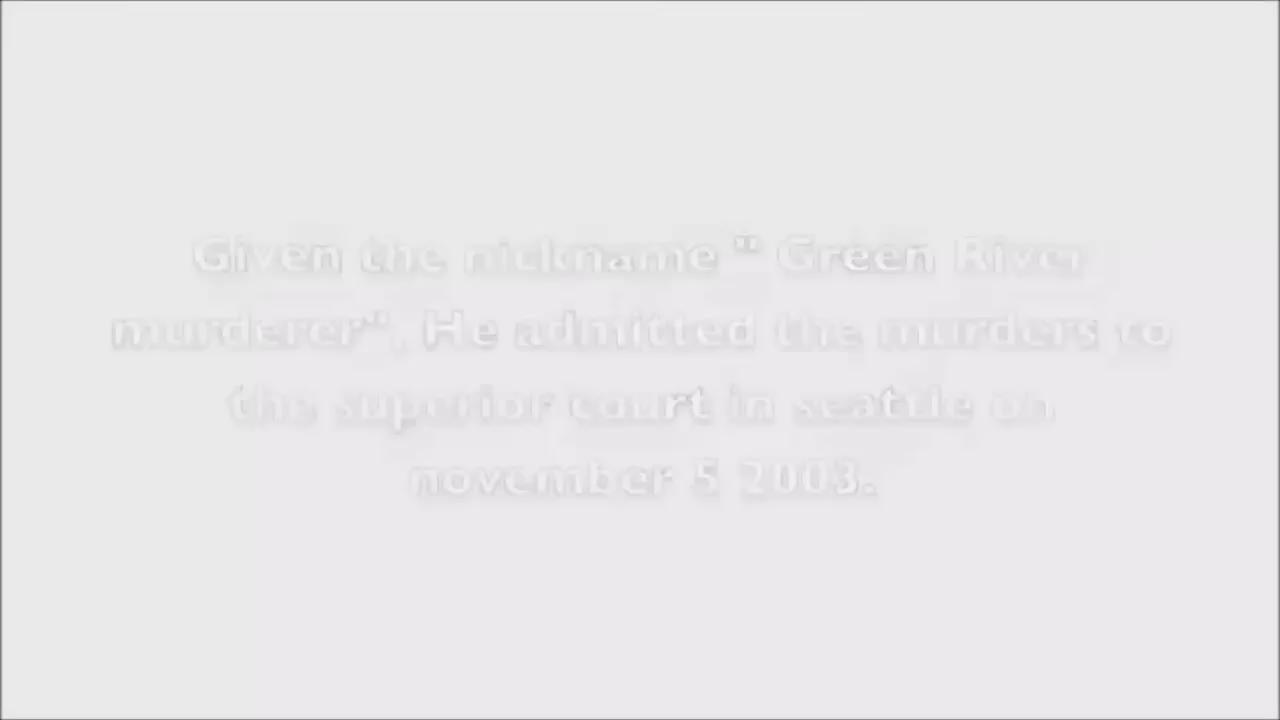 Given the nickname " Green River
murderer". He admitted the murders to
the superior court in seattle on
november 5 2003.